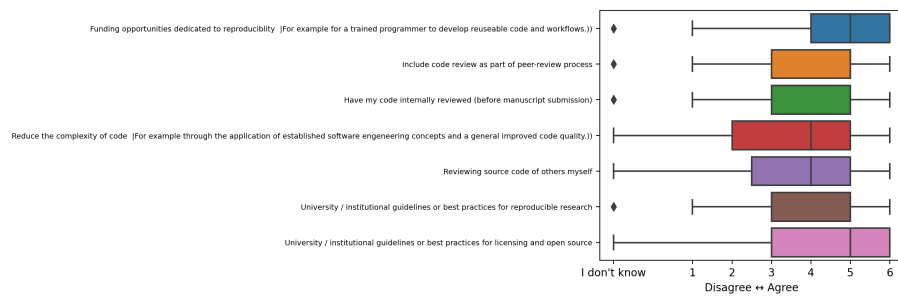 Funding opportunities dedicated to reproduciblity  |For example for a trained programmer to develop reuseable code and workflows.))
Include code review as part of peer-review process
Have my code internally reviewed (before manuscript submission)
Reduce the complexity of code  |For example through the application of established software engeneering concepts and a general improved code quality.))
Reviewing source code of others myself
University / institutional guidelines or best practices for reproducible research
University / institutional guidelines or best practices for licensing and open source
I don't know 1 2 3 4 5 6
Disagree ↔ Agree